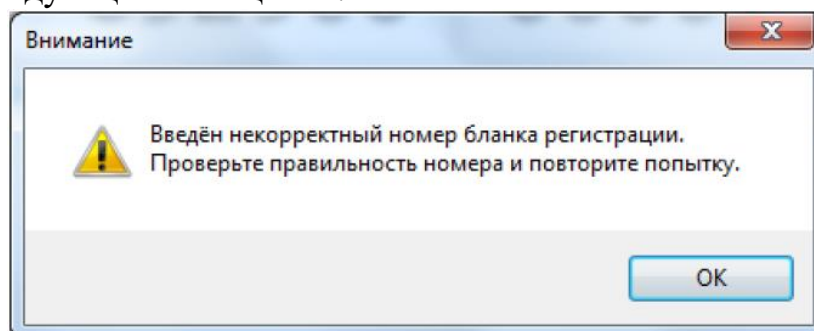 Внимание
Введён некорректный номер бланка регистрации.
Проверьте правильность номера и повторите попытку.
OK